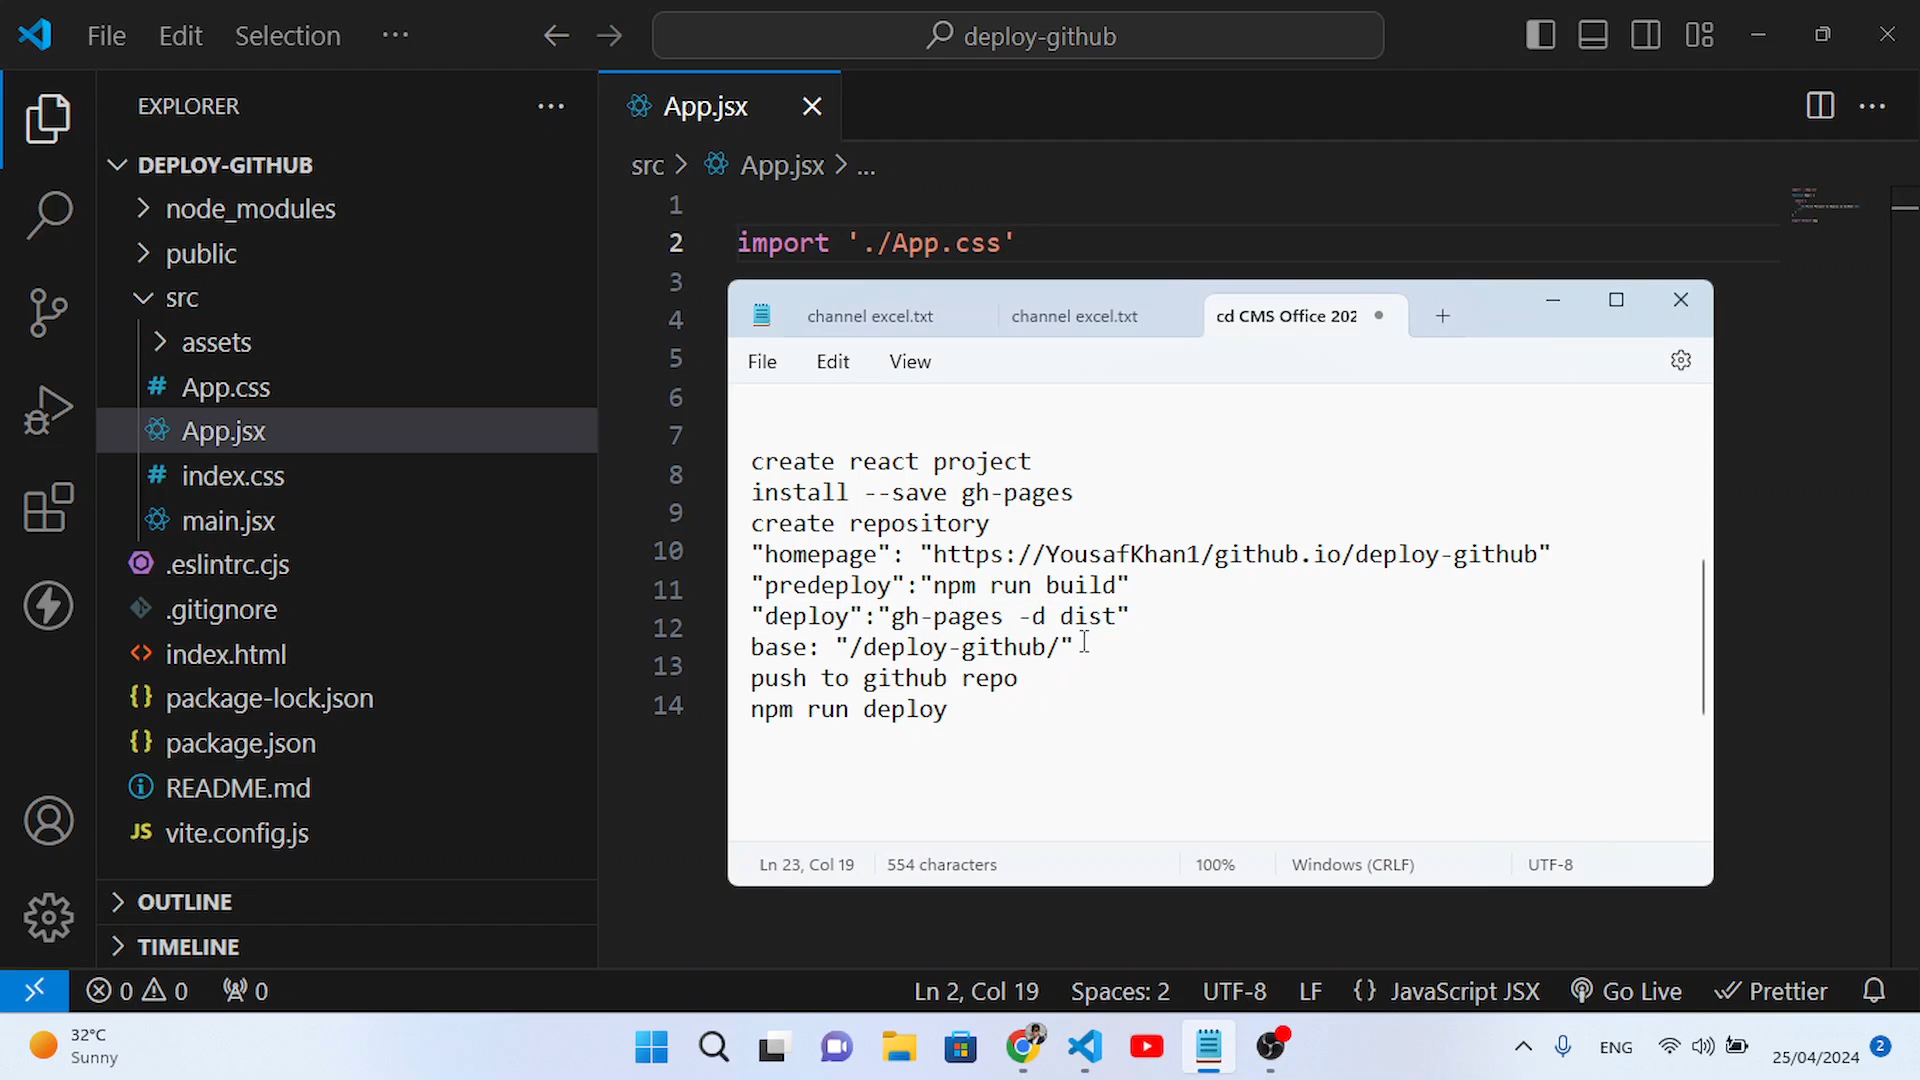 File Edit Selection ···
deploy-github
EXPLORER
DEPLOY-GITHUB
node_modules
public
src
assets
# App.css
App.jsx
# index.css
main.jsx
.eslintrc.cjs
.gitignore
<> index.html
{} package-lock.json
{} package.json
README.md
JS vite.config.js
OUTLINE
TIMELINE
App.jsx
src > App.jsx > ...
1
2 import './App.css'
3
4
5
6
7
8
9
10
11
12
13
14
channel excel.txt
channel excel.txt
cd CMS Office 202
File Edit View
create react project
install --save gh-pages
create repository
"homepage": "https://YousafKhan1/github.io/deploy-github"
"predeploy":"npm run build"
"deploy":"gh-pages -d dist"
base: "/deploy-github/"
push to github repo
npm run deploy
Ln 23, Col 19 554 characters 100% Windows (CRLF) UTF-8
0 0 0 Ln 2, Col 19 Spaces: 2 UTF-8 LF {} JavaScript JSX Go Live Prettier
32°C
Sunny
ENG
25/04/2024
2